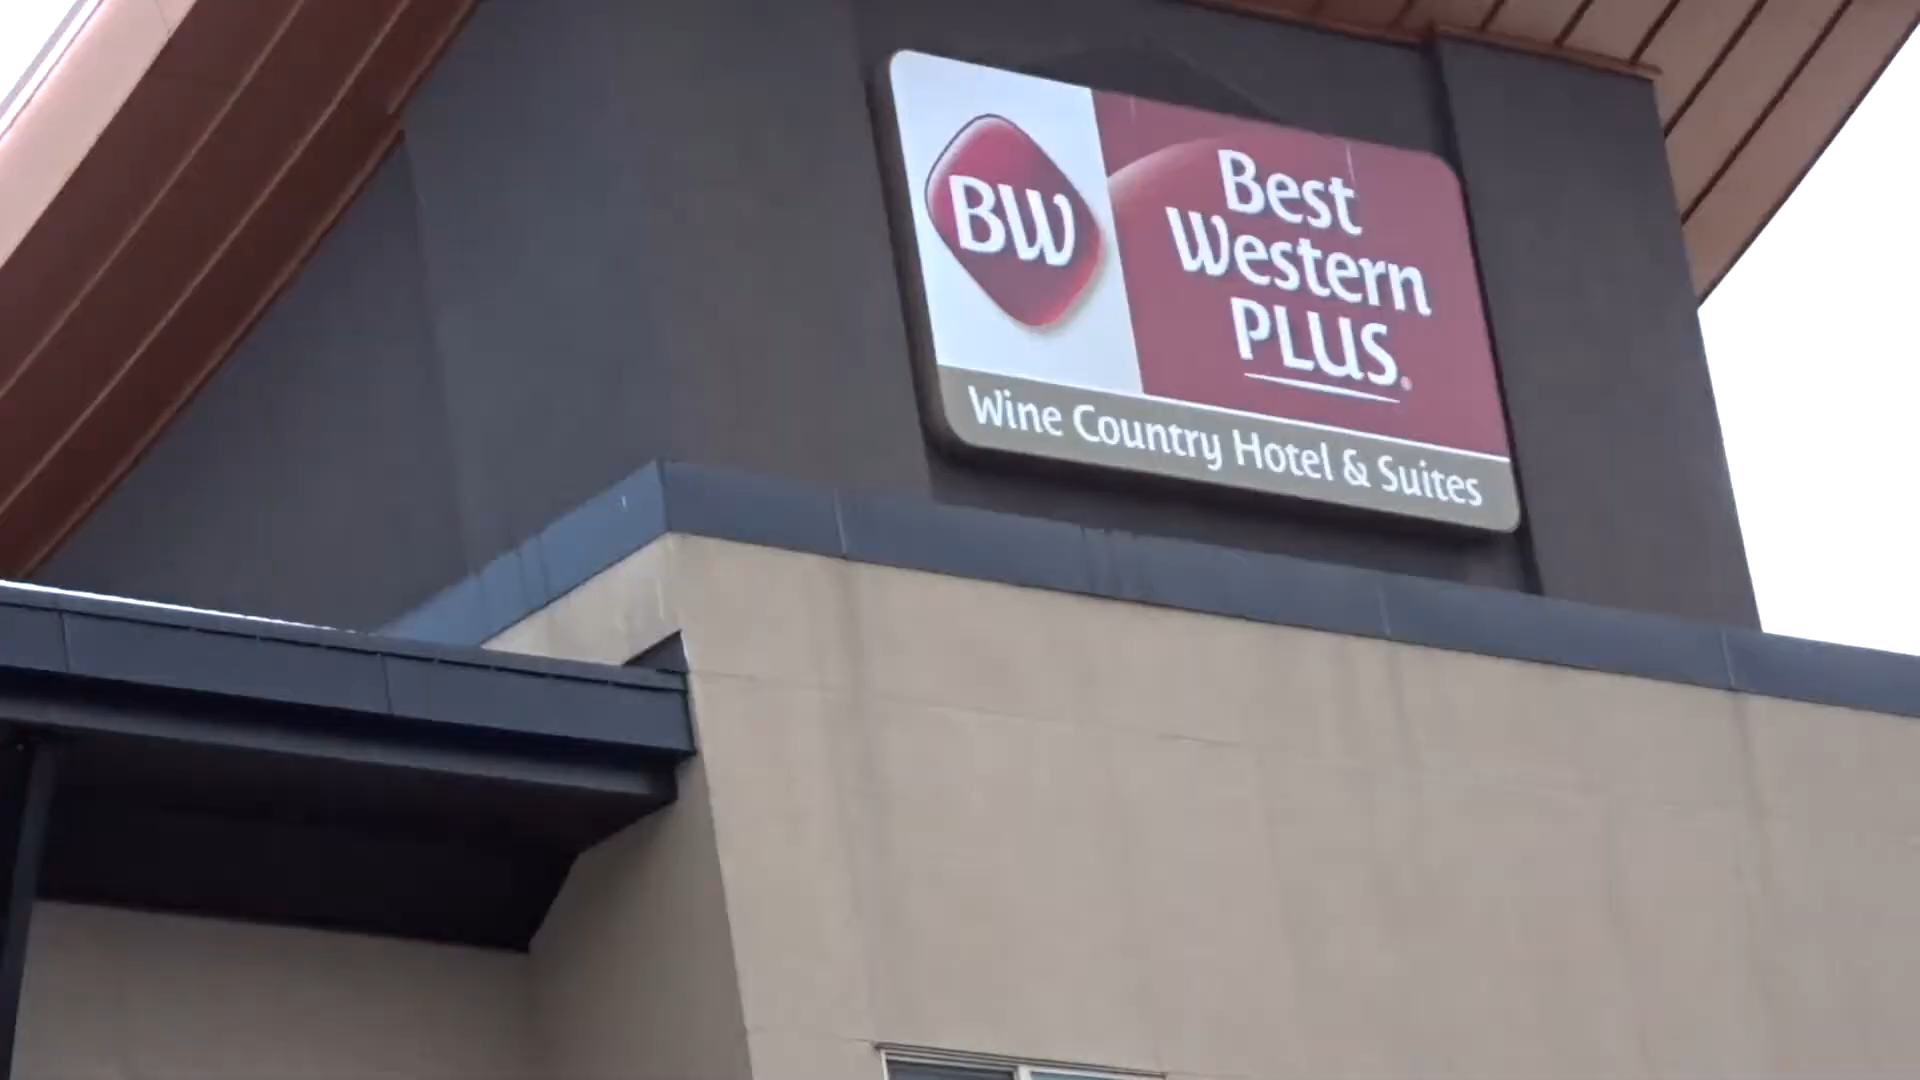 BW
Best
Western
PLUS®
Wine Country Hotel & Suites